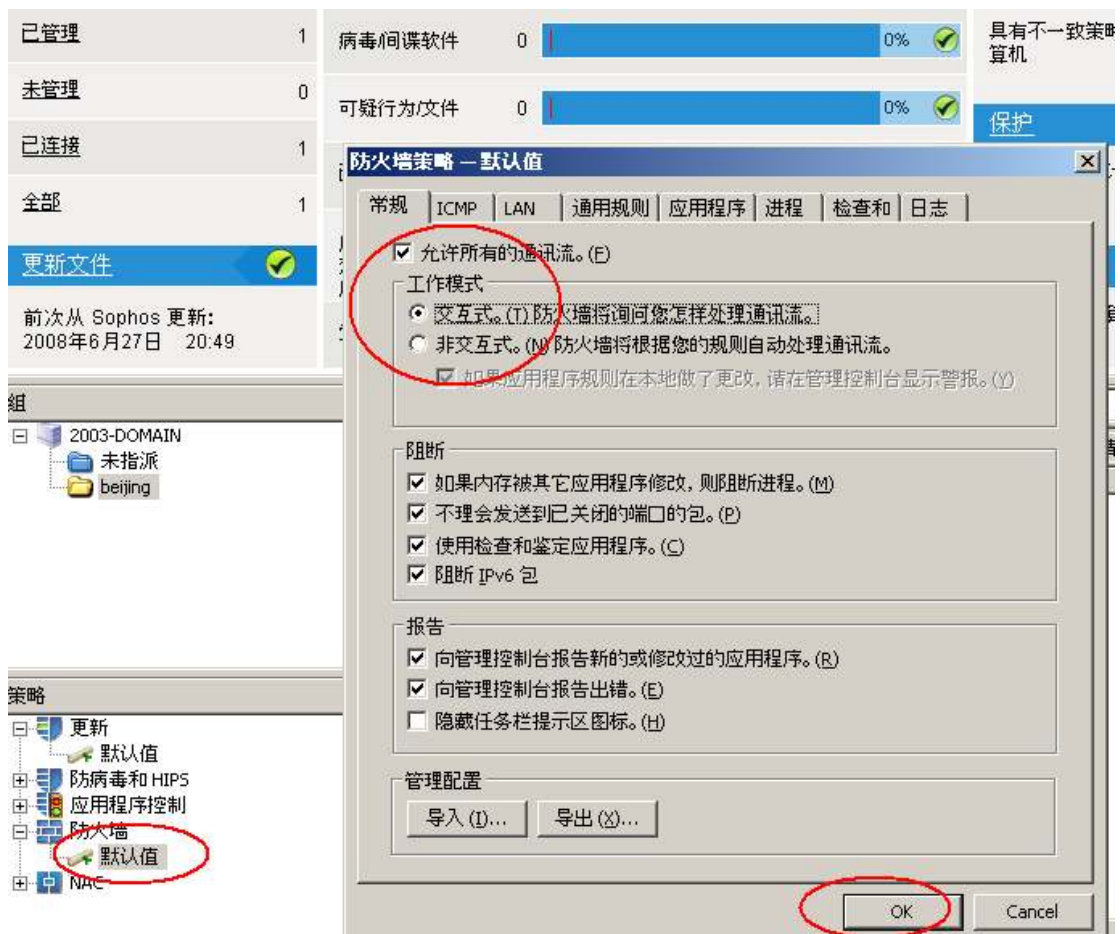 已管理 1
未管理 0
已连接 1
全部 1
更新文件
前次从 Sophos 更新:
2008年6月27日 20:49
病毒/间谍软件 0 0%
可疑行为/文件 0 0%
具有不一致策略
算机
保护
组
2003-DOMAIN
未指派
beijing
策略
更新
默认值
防病毒和 HIPS
应用程序控制
防火墙
默认值
NAC
防火墙策略 — 默认值
常规 ICMP LAN 通用规则 应用程序 进程 检查和 日志
允许所有的通讯流。(F)
工作模式
交互式。(T) 防火墙将询问您怎样处理通讯流。
非交互式。(N) 防火墙将根据您的规则自动处理通讯流。
如果应用程序规则在本地做了更改, 请在管理控制台显示警报。(Y)
阻断
如果内存被其它应用程序修改, 则阻断进程。(M)
不理会发送到已关闭的端口的包。(P)
使用检查和鉴定应用程序。(C)
阻断 IPv6 包
报告
向管理控制台报告新的或修改过的应用程序。(R)
向管理控制台报告出错。(E)
隐藏任务栏提示区图标。(H)
管理配置
导入(I)... 导出(X)...
OK Cancel